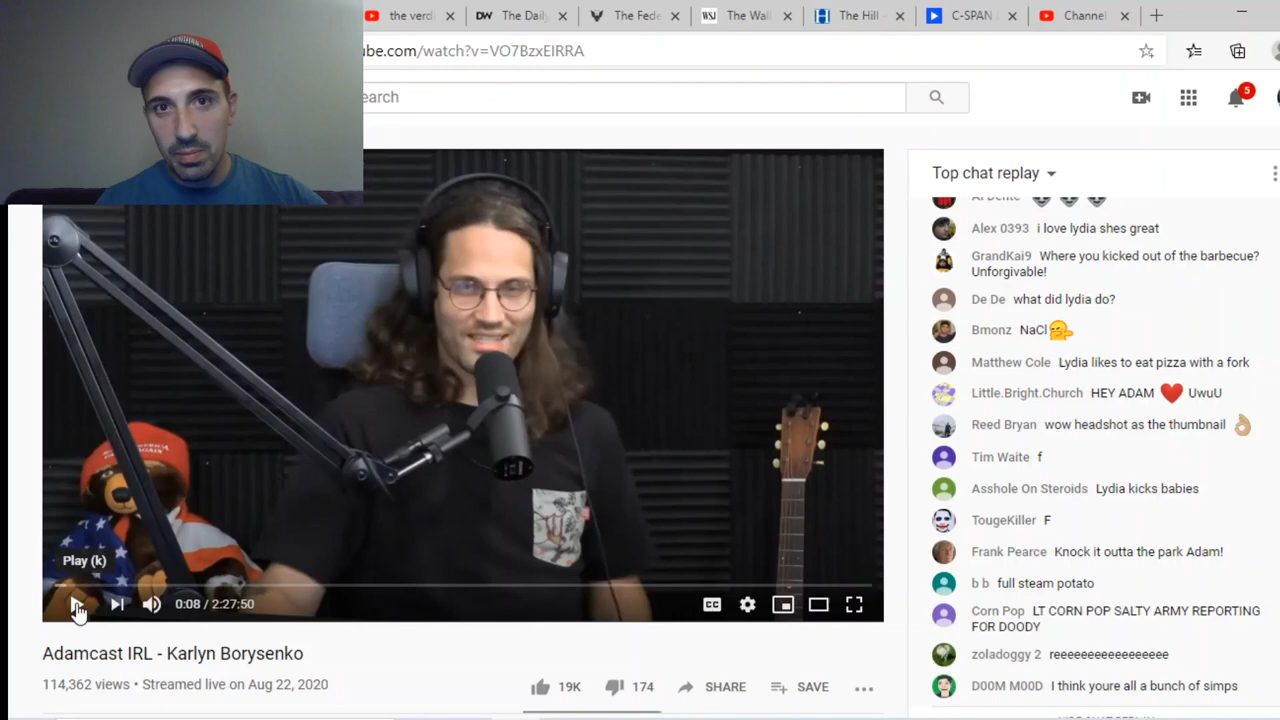 the verd
The Dail
The Fede
WSJ
The Wall
The Hill -
C-SPAN
Channel
ube.com/watch?v=VO7BzxEIRRA
earch
5
Top chat replay
Alex 0393 i love lydia shes great
GrandKai9 Where you kicked out of the barbecue?
Unforgivable!
De De what did lydia do?
Bmonz NaCl
Matthew Cole Lydia likes to eat pizza with a fork
Little.Bright.Church HEY ADAM ❤️ UwuU
Reed Bryan wow headshot as the thumbnail 👌🏼
Tim Waite f
Asshole On Steroids Lydia kicks babies
TougeKiller F
Frank Pearce Knock it outta the park Adam!
b b full steam potato
Corn Pop LT CORN POP SALTY ARMY REPORTING
FOR DOODY
zoladoggy 2 reeeeeeeeeeeeeeee
D00M M00D I think youre all a bunch of simps
Play (k)
0:08 / 2:27:50
CC
Adamcast IRL - Karlyn Borysenko
114,362 views • Streamed live on Aug 22, 2020
19K
174
SHARE
SAVE